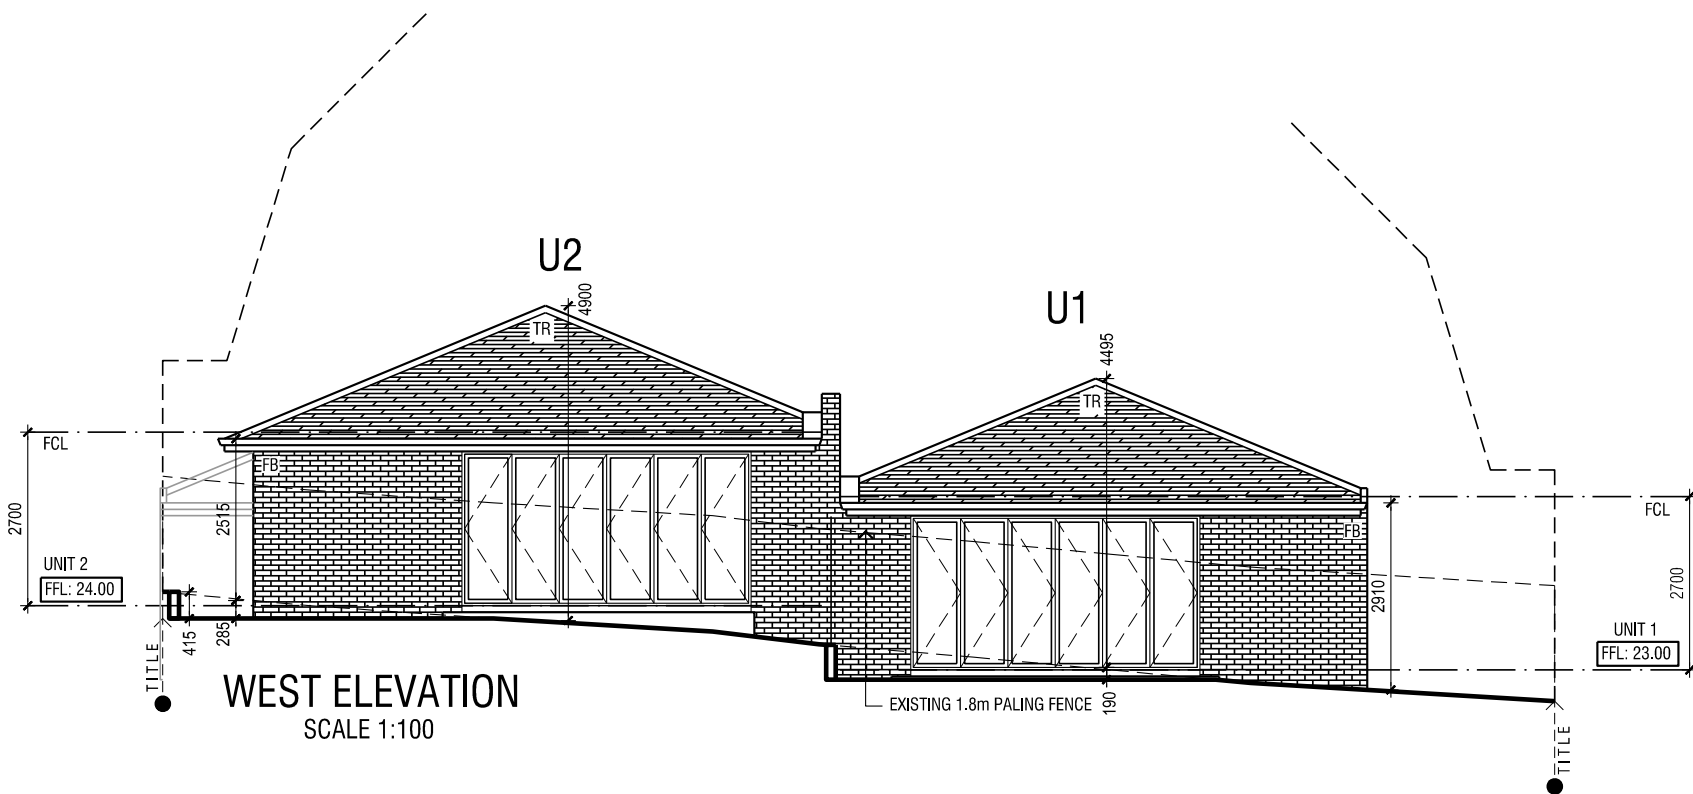 U2
4900
TR
U1
4495
TR
FCL
FB
2700
2515
UNIT 2
FFL: 24.00
415
285
TITLE
FCL
FB
2910
2700
UNIT 1
FFL: 23.00
190
EXISTING 1.8m PALING FENCE
TITLE
WEST ELEVATION
SCALE 1:100